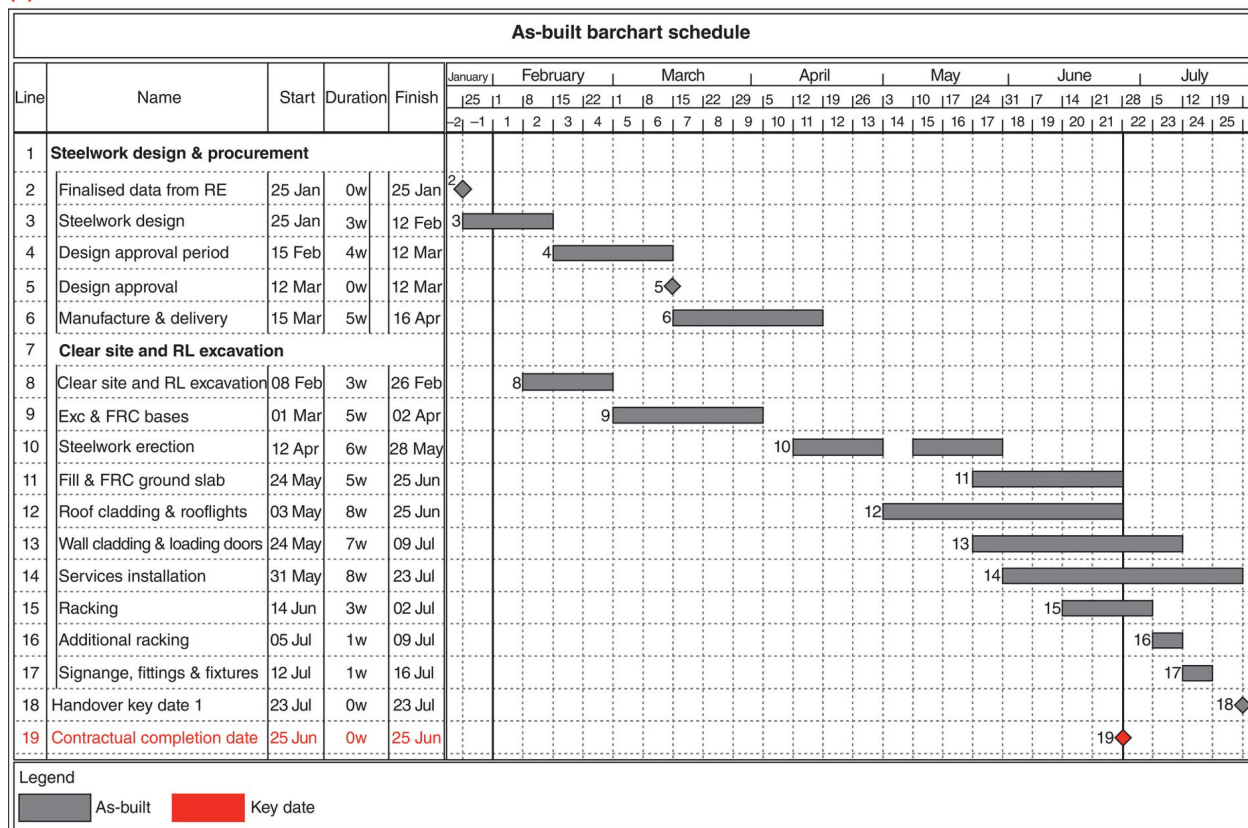 As-built barchart schedule
Line Name Start Duration Finish January February March April May June July
25 1 8 15 22 1 8 15 22 29 5 12 19 26 3 10 17 24 31 7 14 21 28 5 12 19
–2 –1 1 2 3 4 5 6 7 8 9 10 11 12 13 14 15 16 17 18 19 20 21 22 23 24 25
1 Steelwork design & procurement
2 Finalised data from RE 25 Jan 0w 25 Jan 2
3 Steelwork design 25 Jan 3w 12 Feb 3
4 Design approval period 15 Feb 4w 12 Mar 4
5 Design approval 12 Mar 0w 12 Mar 5
6 Manufacture & delivery 15 Mar 5w 16 Apr 6
7 Clear site and RL excavation
8 Clear site and RL excavation 08 Feb 3w 26 Feb 8
9 Exc & FRC bases 01 Mar 5w 02 Apr 9
10 Steelwork erection 12 Apr 6w 28 May 10
11 Fill & FRC ground slab 24 May 5w 25 Jun 11
12 Roof cladding & rooflights 03 May 8w 25 Jun 12
13 Wall cladding & loading doors 24 May 7w 09 Jul 13
14 Services installation 31 May 8w 23 Jul 14
15 Racking 14 Jun 3w 02 Jul 15
16 Additional racking 05 Jul 1w 09 Jul 16
17 Signange, fittings & fixtures 12 Jul 1w 16 Jul 17
18 Handover key date 1 23 Jul 0w 23 Jul 18
19 Contractual completion date 25 Jun 0w 25 Jun 19
Legend
As-built Key date